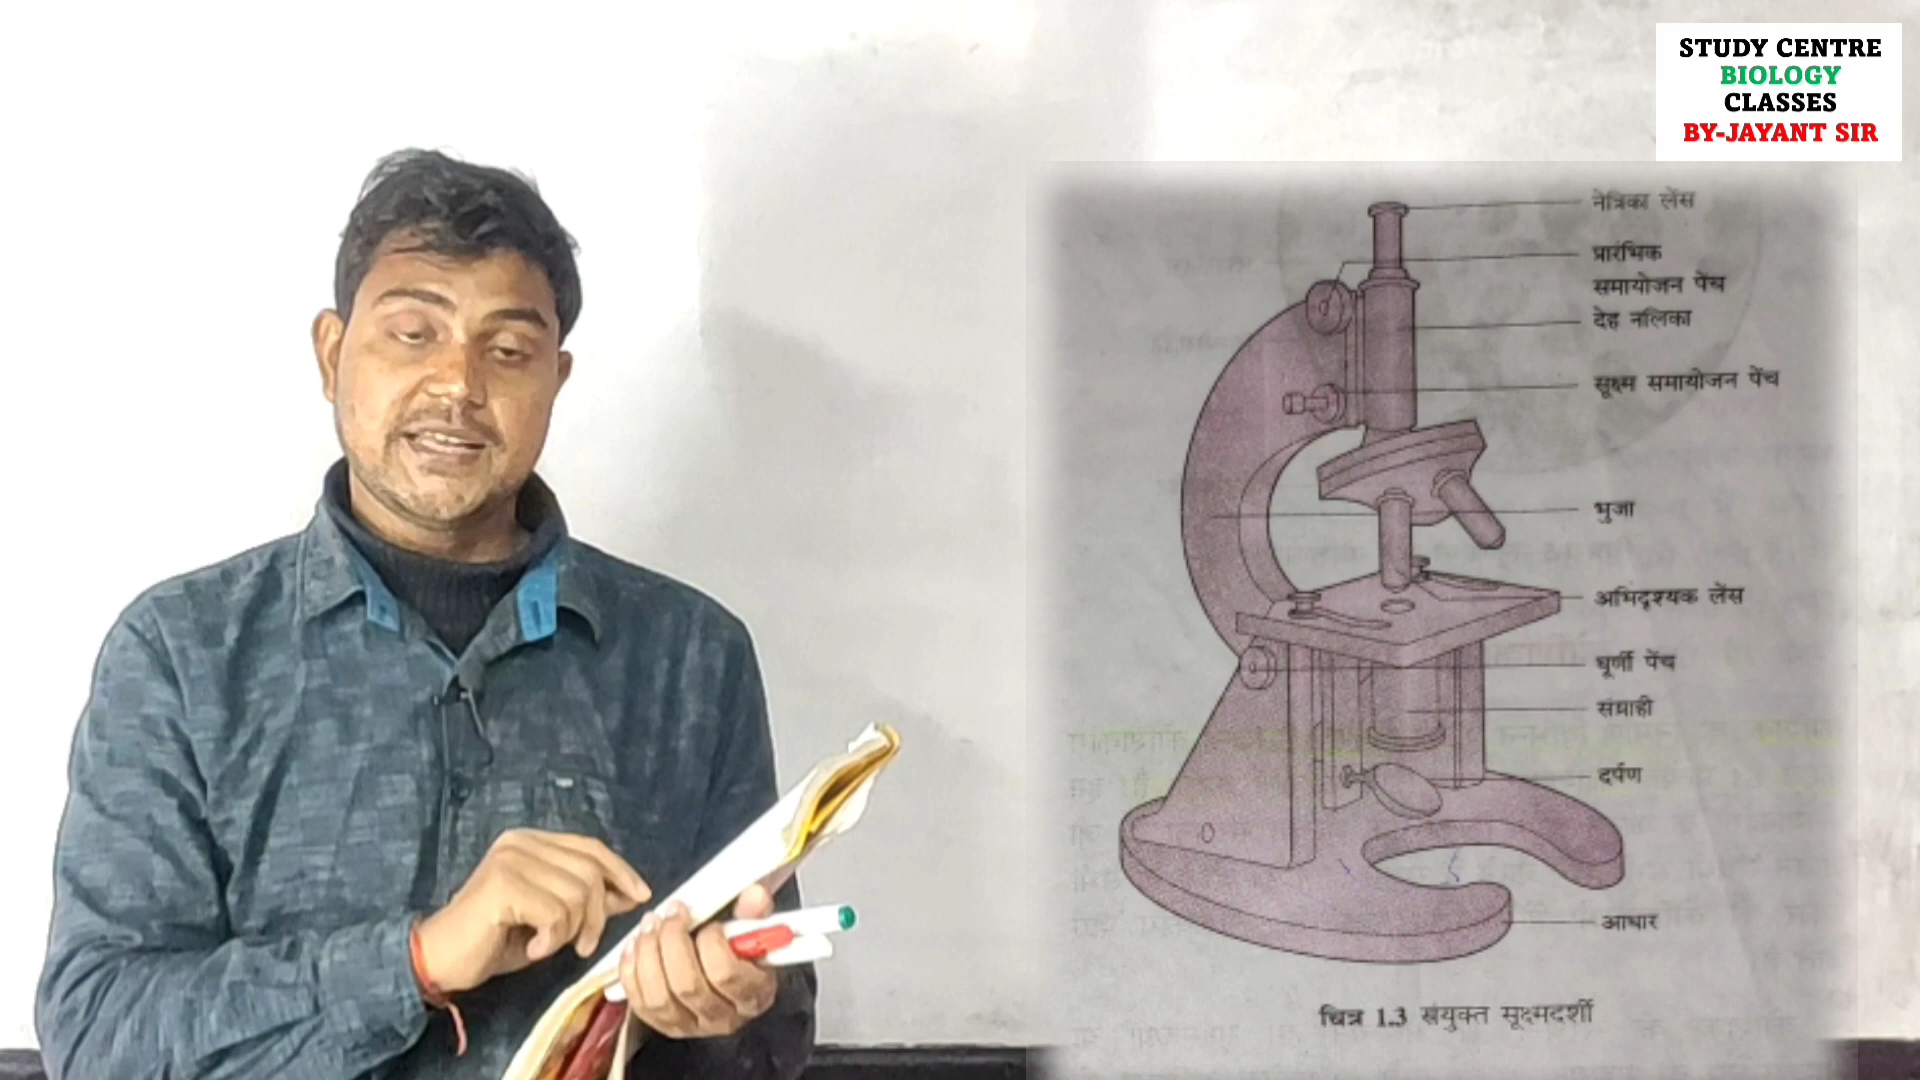 STUDY CENTRE
BIOLOGY
CLASSES
BY-JAYANT SIR
नेत्रिका लेंस
प्रारंभिक
समायोजन पेंच
देह नलिका
सूक्ष्म समायोजन पेंच
भुजा
अभिदृश्यक लेंस
घूर्णी पेंच
संग्राही
दर्पण
आधार
चित्र 1.3 संयुक्त सूक्ष्मदर्शी